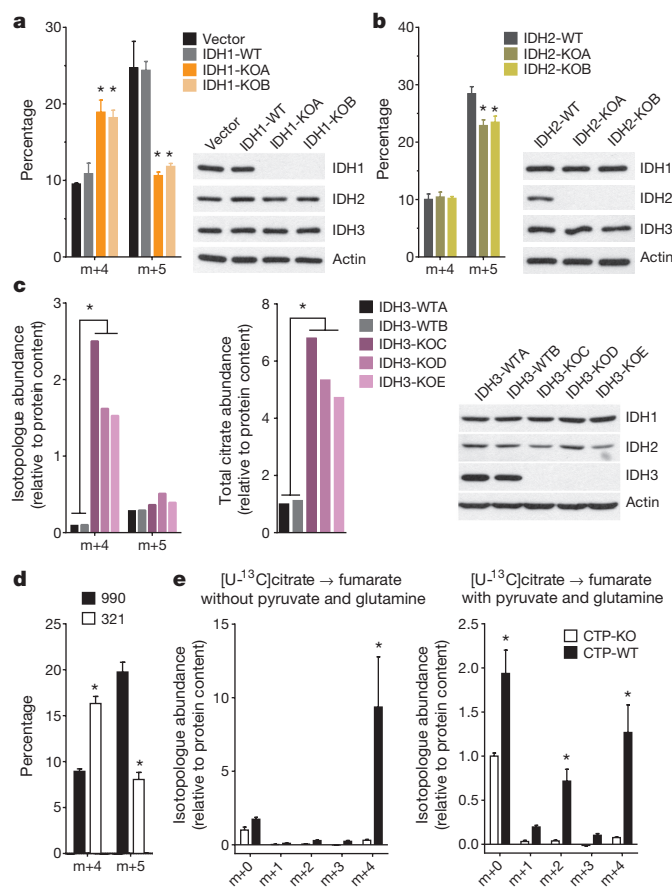 a
Percentage
30
20
10
0
* *
* *
m+4
m+5
Vector
IDH1-WT
IDH1-KOA
IDH1-KOB
Vector
IDH1-WT
IDH1-KOA
IDH1-KOB
IDH1
IDH2
IDH3
Actin
b
Percentage
50
40
30
20
10
0
* *
m+4
m+5
IDH2-WT
IDH2-KOA
IDH2-KOB
IDH2-WT
IDH2-KOA
IDH2-KOB
IDH1
IDH2
IDH3
Actin
c
Isotopologue abundance
(relative to protein content)
3
2
1
0
*
m+4
m+5
Total citrate abundance
(relative to protein content)
8
6
4
2
0
*
IDH3-WTA
IDH3-WTB
IDH3-KOC
IDH3-KOD
IDH3-KOE
IDH3-WTA
IDH3-WTB
IDH3-KOC
IDH3-KOD
IDH3-KOE
IDH1
IDH2
IDH3
Actin
d
990
321
Percentage
25
20
15
10
5
0
*
*
m+4
m+5
e
[U-¹³C]citrate → fumarate
without pyruvate and glutamine
Isotopologue abundance
(relative to protein content)
15
10
5
0
*
m+0
m+1
m+2
m+3
m+4
[U-¹³C]citrate → fumarate
with pyruvate and glutamine
Isotopologue abundance
(relative to protein content)
2.5
2.0
1.5
1.0
0.5
0
*
*
*
CTP-KO
CTP-WT
m+0
m+1
m+2
m+3
m+4